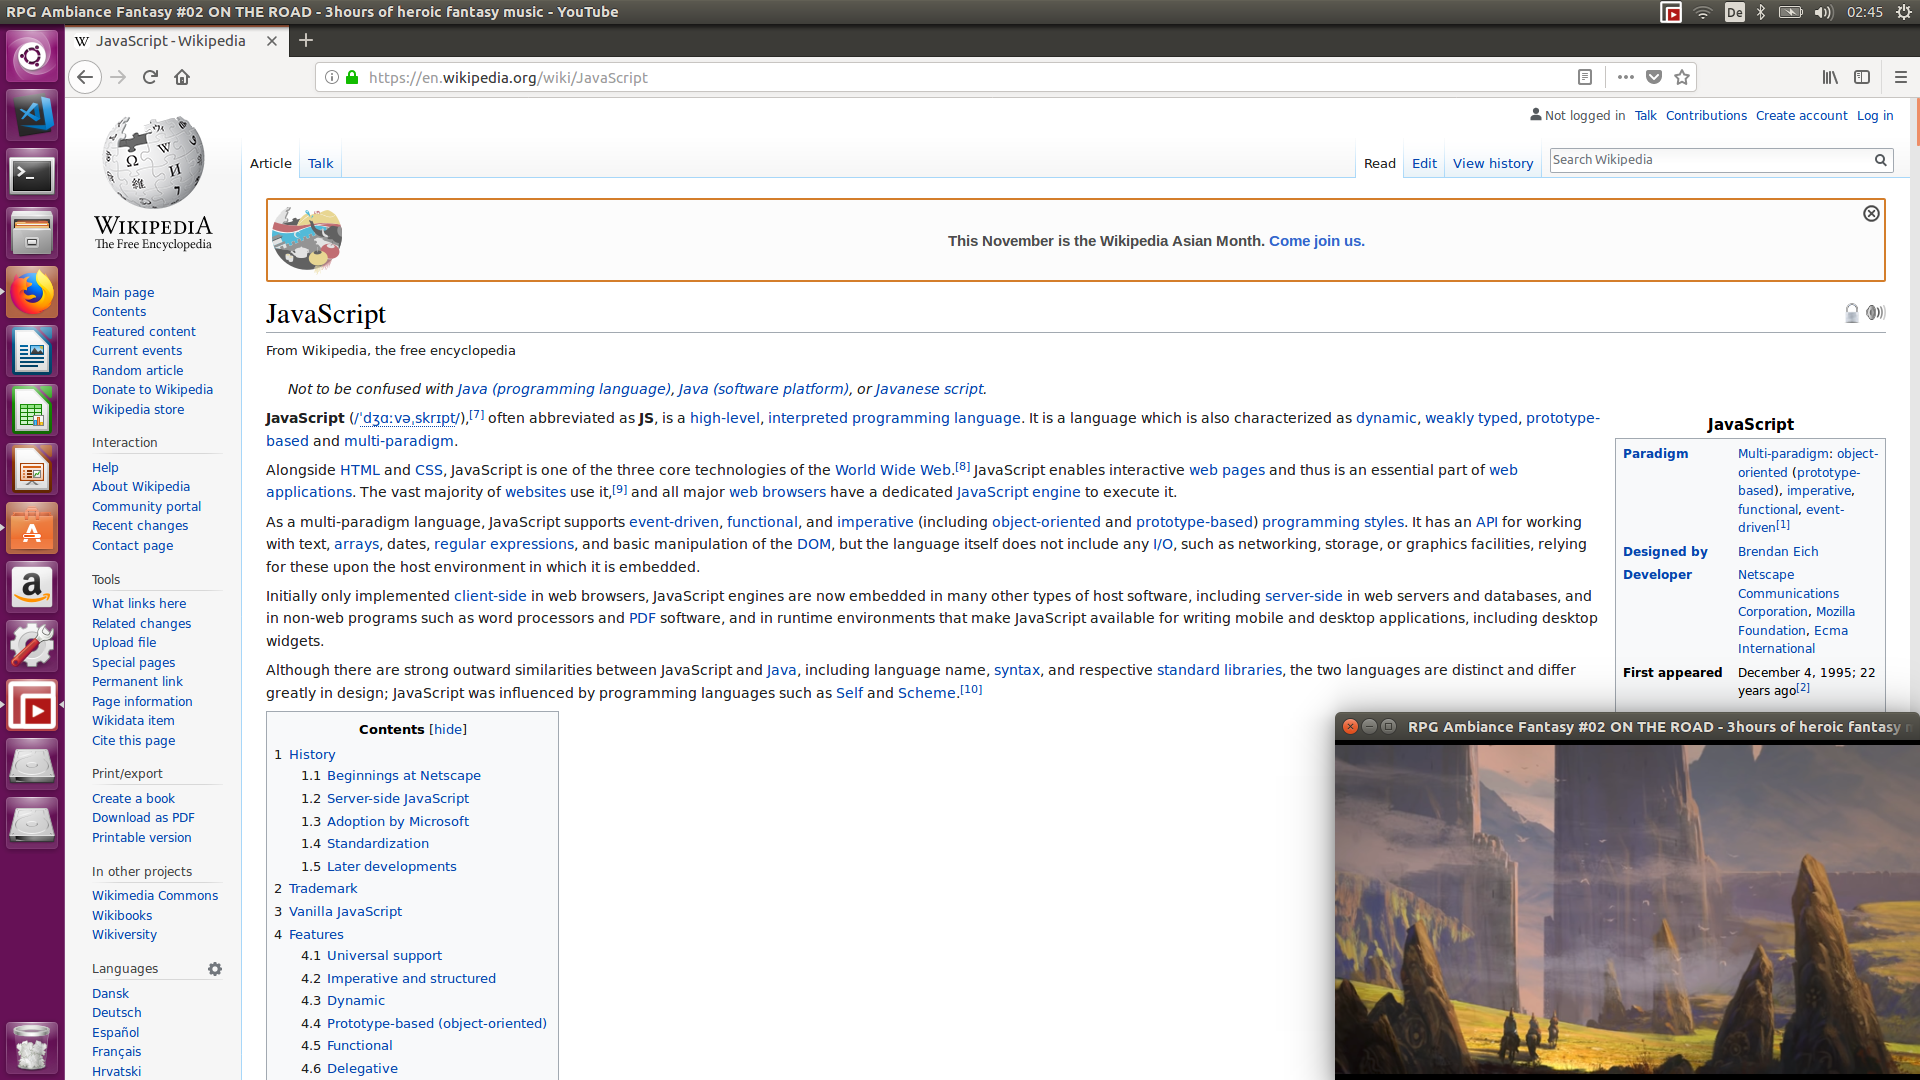 RPG Ambiance Fantasy #02 ON THE ROAD - 3hours of heroic fantasy music - YouTube
De
02:45
JavaScript - Wikipedia
https://en.wikipedia.org/wiki/JavaScript
Not logged in Talk Contributions Create account Log in
Article Talk
Read Edit View history
Search Wikipedia
WIKIPEDIA
The Free Encyclopedia
Main page
Contents
Featured content
Current events
Random article
Donate to Wikipedia
Wikipedia store
Interaction
Help
About Wikipedia
Community portal
Recent changes
Contact page
Tools
What links here
Related changes
Upload file
Special pages
Permanent link
Page information
Wikidata item
Cite this page
Print/export
Create a book
Download as PDF
Printable version
In other projects
Wikimedia Commons
Wikibooks
Wikiversity
Languages
Dansk
Deutsch
Español
Français
Hrvatski
This November is the Wikipedia Asian Month. Come join us.
JavaScript
From Wikipedia, the free encyclopedia
Not to be confused with Java (programming language), Java (software platform), or Javanese script.
JavaScript (/ˈdʒɑːvəˌskrɪpt/),[7] often abbreviated as JS, is a high-level, interpreted programming language. It is a language which is also characterized as dynamic, weakly typed, prototype-
based and multi-paradigm.
Alongside HTML and CSS, JavaScript is one of the three core technologies of the World Wide Web.[8] JavaScript enables interactive web pages and thus is an essential part of web
applications. The vast majority of websites use it,[9] and all major web browsers have a dedicated JavaScript engine to execute it.
As a multi-paradigm language, JavaScript supports event-driven, functional, and imperative (including object-oriented and prototype-based) programming styles. It has an API for working
with text, arrays, dates, regular expressions, and basic manipulation of the DOM, but the language itself does not include any I/O, such as networking, storage, or graphics facilities, relying
for these upon the host environment in which it is embedded.
Initially only implemented client-side in web browsers, JavaScript engines are now embedded in many other types of host software, including server-side in web servers and databases, and
in non-web programs such as word processors and PDF software, and in runtime environments that make JavaScript available for writing mobile and desktop applications, including desktop
widgets.
Although there are strong outward similarities between JavaScript and Java, including language name, syntax, and respective standard libraries, the two languages are distinct and differ
greatly in design; JavaScript was influenced by programming languages such as Self and Scheme.[10]
Contents [hide]
1 History
1.1 Beginnings at Netscape
1.2 Server-side JavaScript
1.3 Adoption by Microsoft
1.4 Standardization
1.5 Later developments
2 Trademark
3 Vanilla JavaScript
4 Features
4.1 Universal support
4.2 Imperative and structured
4.3 Dynamic
4.4 Prototype-based (object-oriented)
4.5 Functional
4.6 Delegative
JavaScript
Paradigm Multi-paradigm: object-
oriented (prototype-
based), imperative,
functional, event-
driven[1]
Designed by Brendan Eich
Developer Netscape
Communications
Corporation, Mozilla
Foundation, Ecma
International
First appeared December 4, 1995; 22
years ago[2]
RPG Ambiance Fantasy #02 ON THE ROAD - 3hours of heroic fantasy